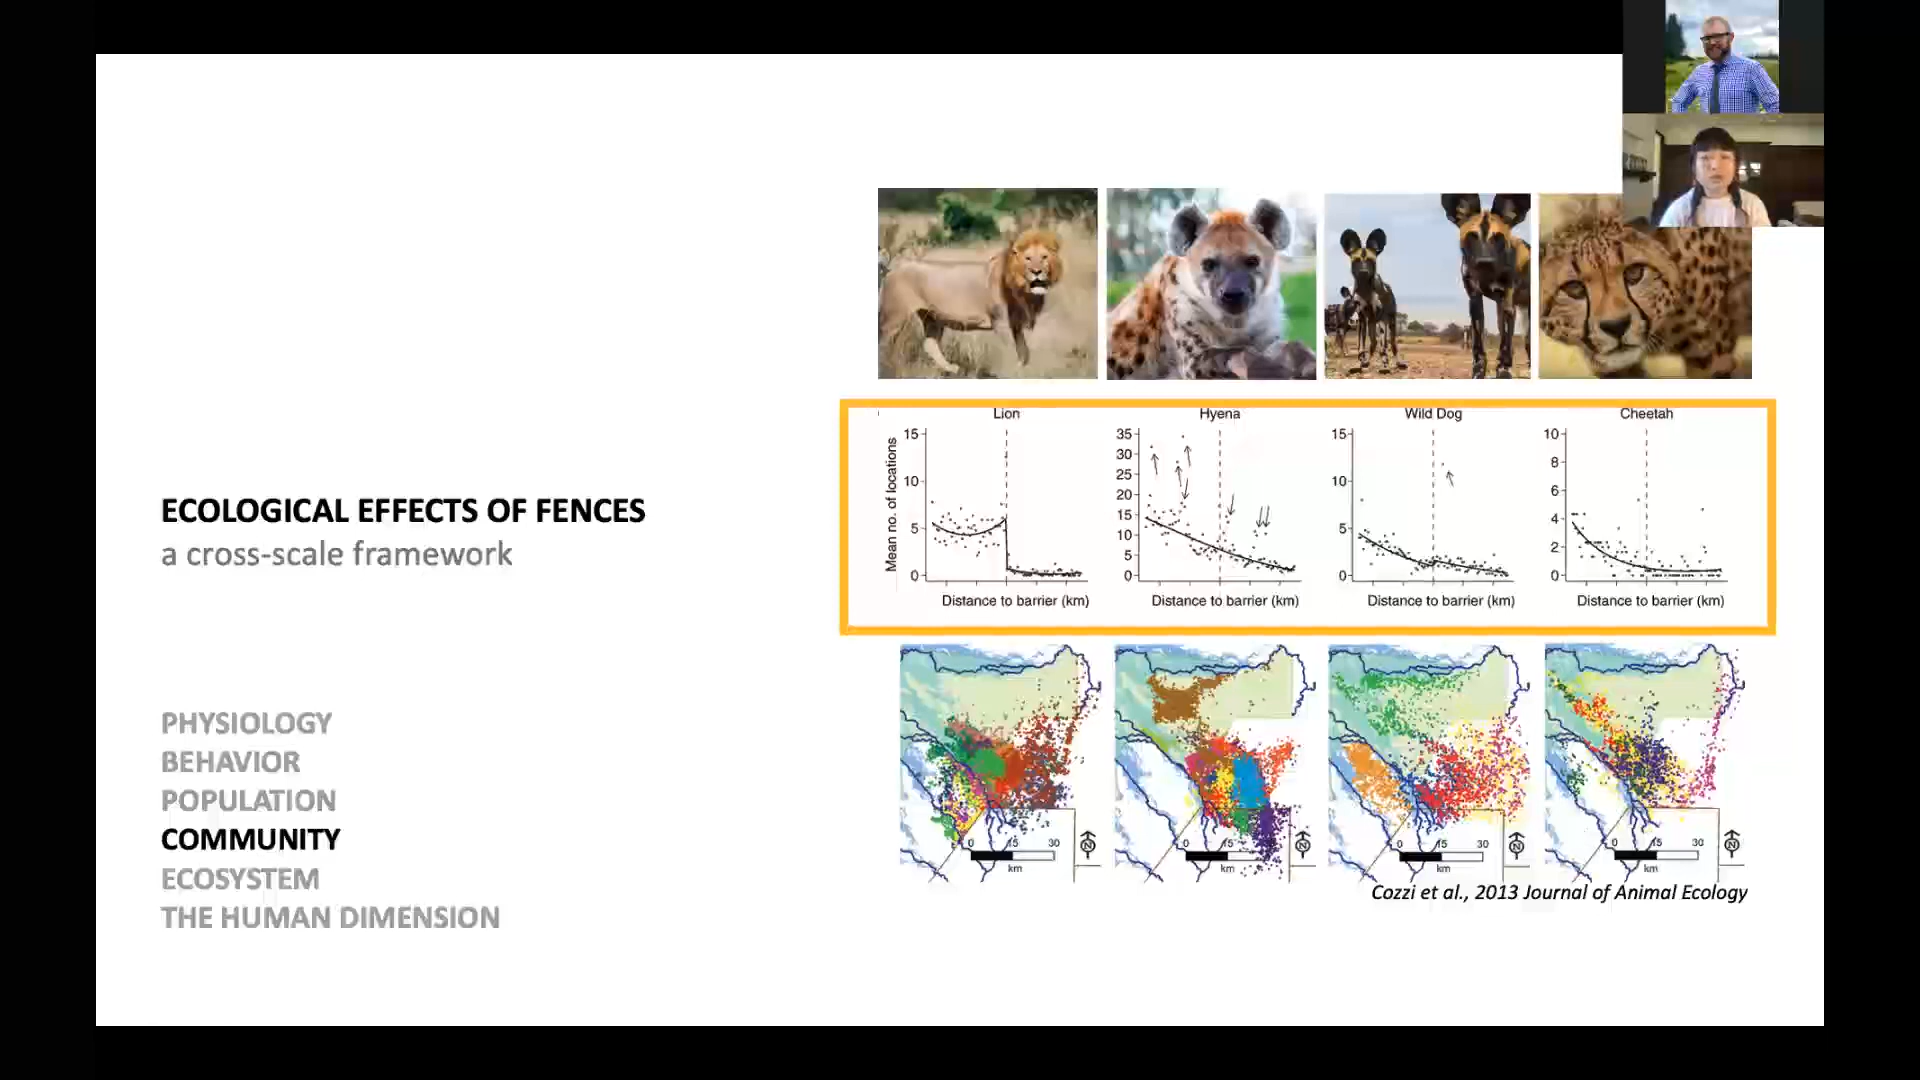 ECOLOGICAL EFFECTS OF FENCES
a cross-scale framework
PHYSIOLOGY
BEHAVIOR
POPULATION
COMMUNITY
ECOSYSTEM
THE HUMAN DIMENSION
Lion
Hyena
Wild Dog
Cheetah
Mean no. of locations
15
10
5
0
35
30
25
20
15
10
5
0
15
10
5
0
10
8
6
4
2
0
Distance to barrier (km)
Distance to barrier (km)
Distance to barrier (km)
Distance to barrier (km)
0 15 30
km
N
0 15 30
km
N
0 15 30
km
N
0 15 30
km
N
Cozzi et al., 2013 Journal of Animal Ecology